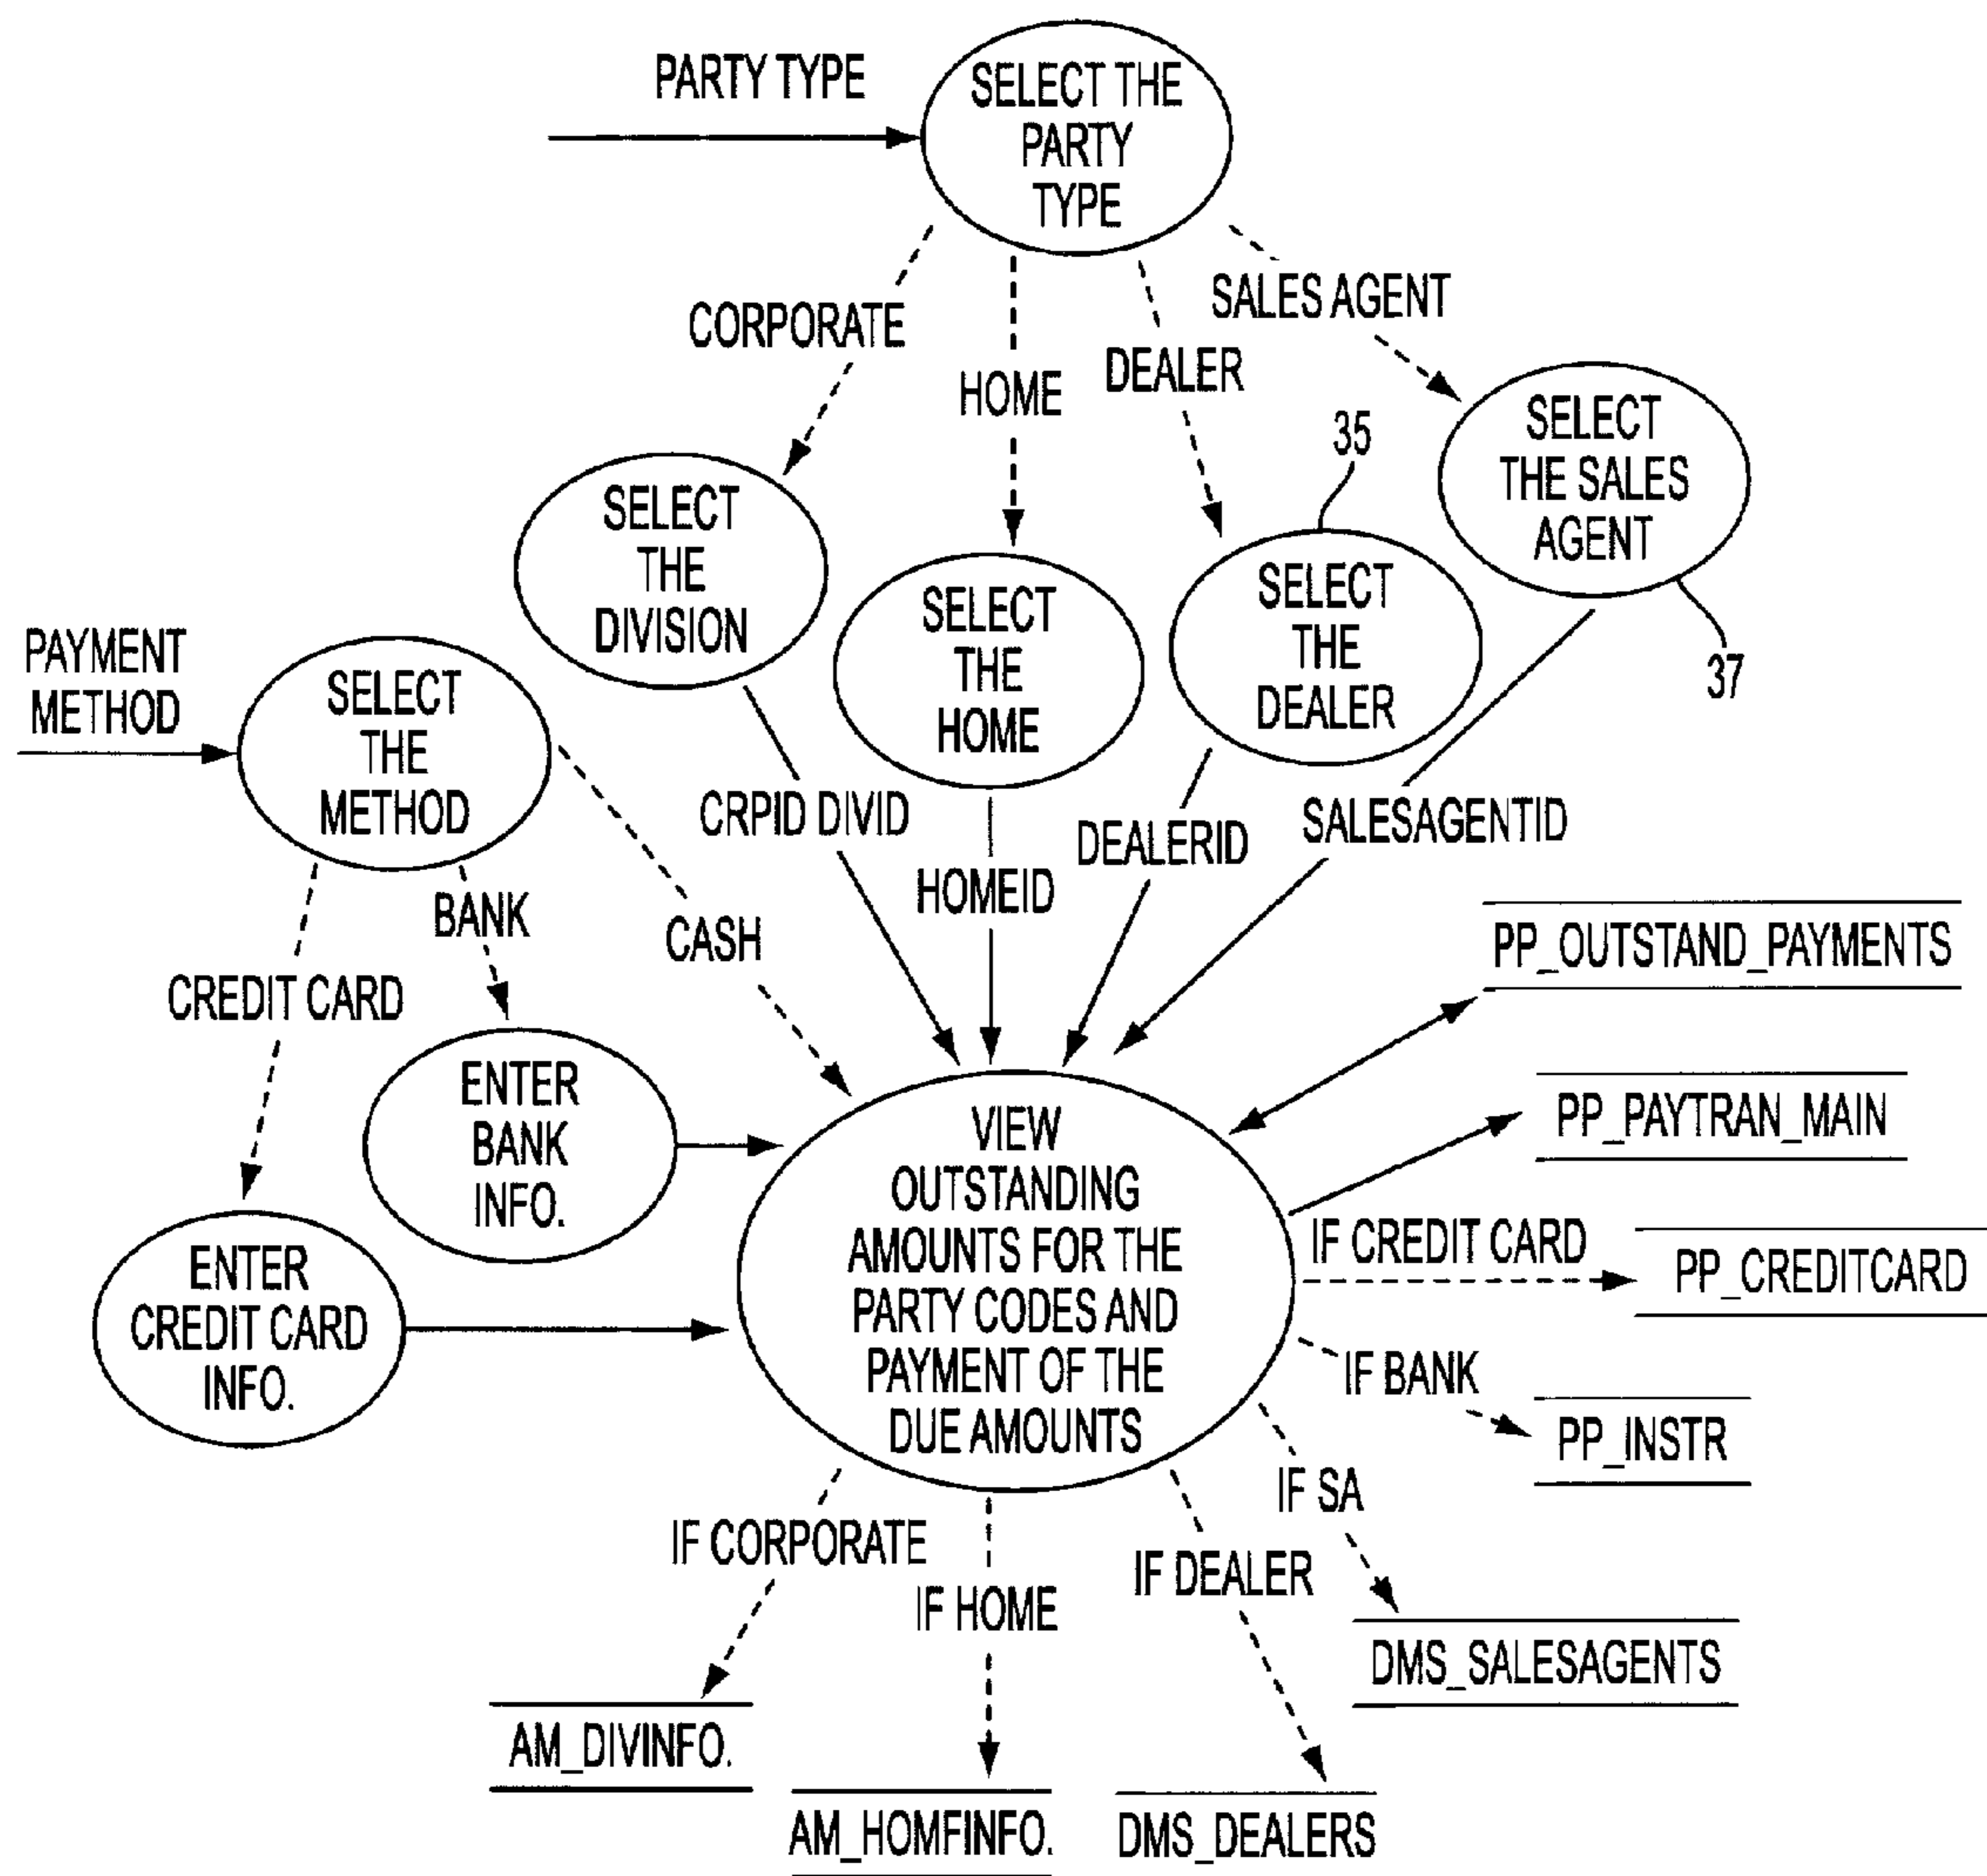 PARTY TYPE
SELECT THE
PARTY
TYPE
CORPORATE
HOME
DEALER
SALES AGENT
SELECT
THE
DIVISION
SELECT
THE
HOME
35
SELECT
THE
DEALER
SELECT
THE SALES
AGENT
37
PAYMENT
METHOD
SELECT
THE
METHOD
CRPID DIVID
HOMEID
DEALERID
SALESAGENTID
CREDIT CARD
BANK
CASH
ENTER
BANK
INFO.
ENTER
CREDIT CARD
INFO.
VIEW
OUTSTANDING
AMOUNTS FOR THE
PARTY CODES AND
PAYMENT OF THE
DUE AMOUNTS
PP_OUTSTAND_PAYMENTS
PP_PAYTRAN_MAIN
IF CREDIT CARD
PP_CREDITCARD
IF BANK
PP_INSTR
IF SA
DMS_SALESAGENTS
IF DEALER
DMS_DEALERS
IF HOME
AM_HOMFINFO.
IF CORPORATE
AM_DIVINFO.